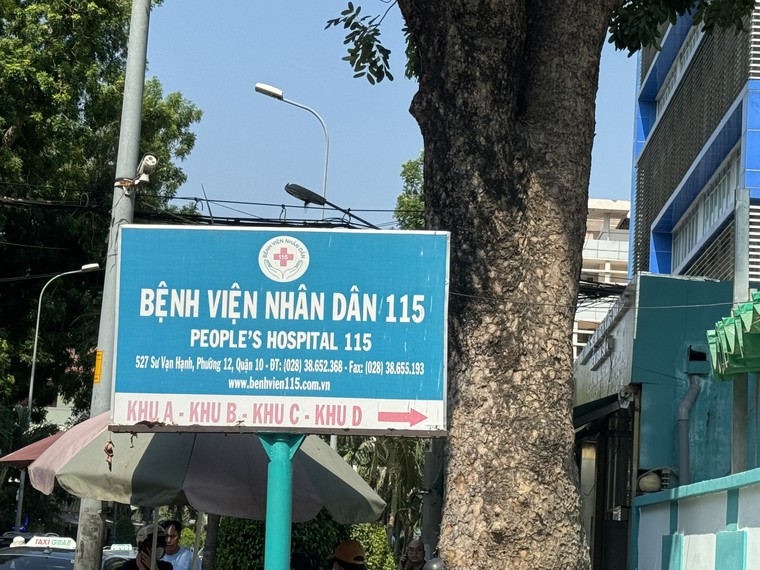 BỆNH VIỆN NHÂN DÂN
115
BỆNH VIỆN NHÂN DÂN 115
PEOPLE'S HOSPITAL 115
527 Sư Vạn Hạnh, Phường 12, Quận 10 - ĐT: (028) 38.652.368 - Fax: (028) 38.655.193
www.benhvien115.com.vn
KHU A - KHU B - KHU C - KHU D
TAXI GRAB